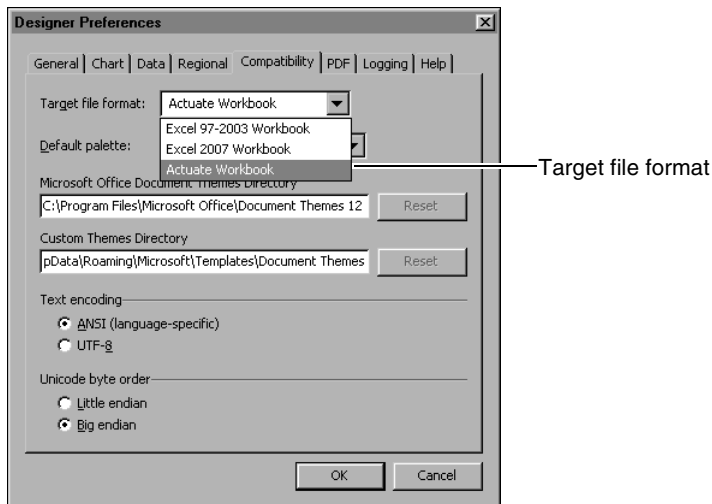 Designer Preferences
General Chart Data Regional Compatibility PDF Logging Help
Target file format: Actuate Workbook
Excel 97-2003 Workbook
Default palette:
Excel 2007 Workbook
Actuate Workbook
Target file format
Microsoft Office Document Themes Directory
C:\Program Files\Microsoft Office\Document Themes 12 Reset
Custom Themes Directory
pData\Roaming\Microsoft\Templates\Document Themes Reset
Text encoding
ANSI (language-specific)
UTF-8
Unicode byte order
Little endian
Big endian
OK Cancel